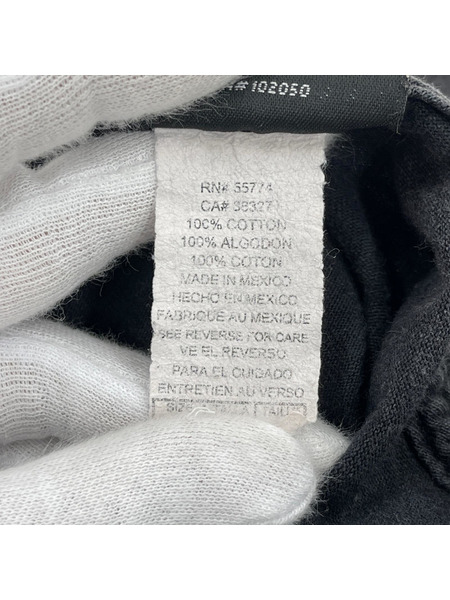 #102050
RN# 55774
CA# 38327
100% COTTON
100% ALGODON
100% COTON
MADE IN MEXICO
HECHO EN MEXICO
FABRIQUE AU MEXIQUE
SEE REVERSE FOR CARE
VE EL REVERSO
PARA EL CUIDADO
ENTRETIEN AU VERSO